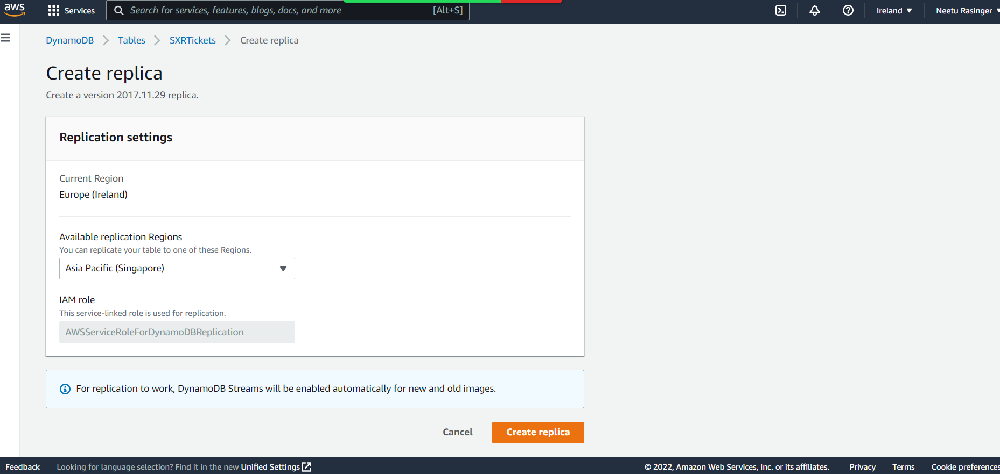 aws Services Search for services, features, blogs, docs, and more [Alt+S] Ireland Neetu Rasinger
DynamoDB Tables SXRTickets Create replica
Create replica
Create a version 2017.11.29 replica.
Replication settings
Current Region
Europe (Ireland)
Available replication Regions
You can replicate your table to one of these Regions.
Asia Pacific (Singapore)
IAM role
This service-linked role is used for replication.
AWSServiceRoleForDynamoDBReplication
For replication to work, DynamoDB Streams will be enabled automatically for new and old images.
Cancel Create replica
Feedback Looking for language selection? Find it in the new Unified Settings © 2022, Amazon Web Services, Inc. or its affiliates. Privacy Terms Cookie preferences